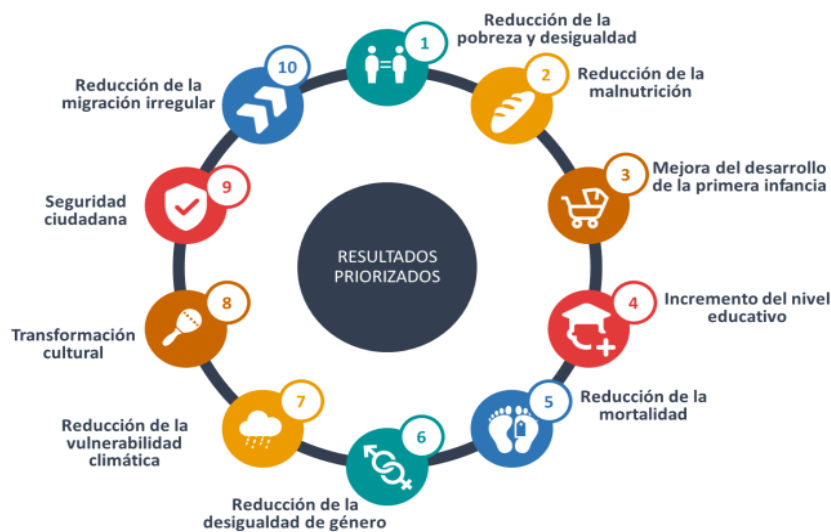 RESULTADOS
PRIORIZADOS
1
Reducción de la
pobreza y desigualdad
2
Reducción de la
malnutrición
3
Mejora del desarrollo
de la primera infancia
4
Incremento del nivel
educativo
5
Reducción de la
mortalidad
6
Reducción de la
desigualdad de género
7
Reducción de la
vulnerabilidad
climática
8
Transformación
cultural
9
Seguridad
ciudadana
10
Reducción de la
migración irregular